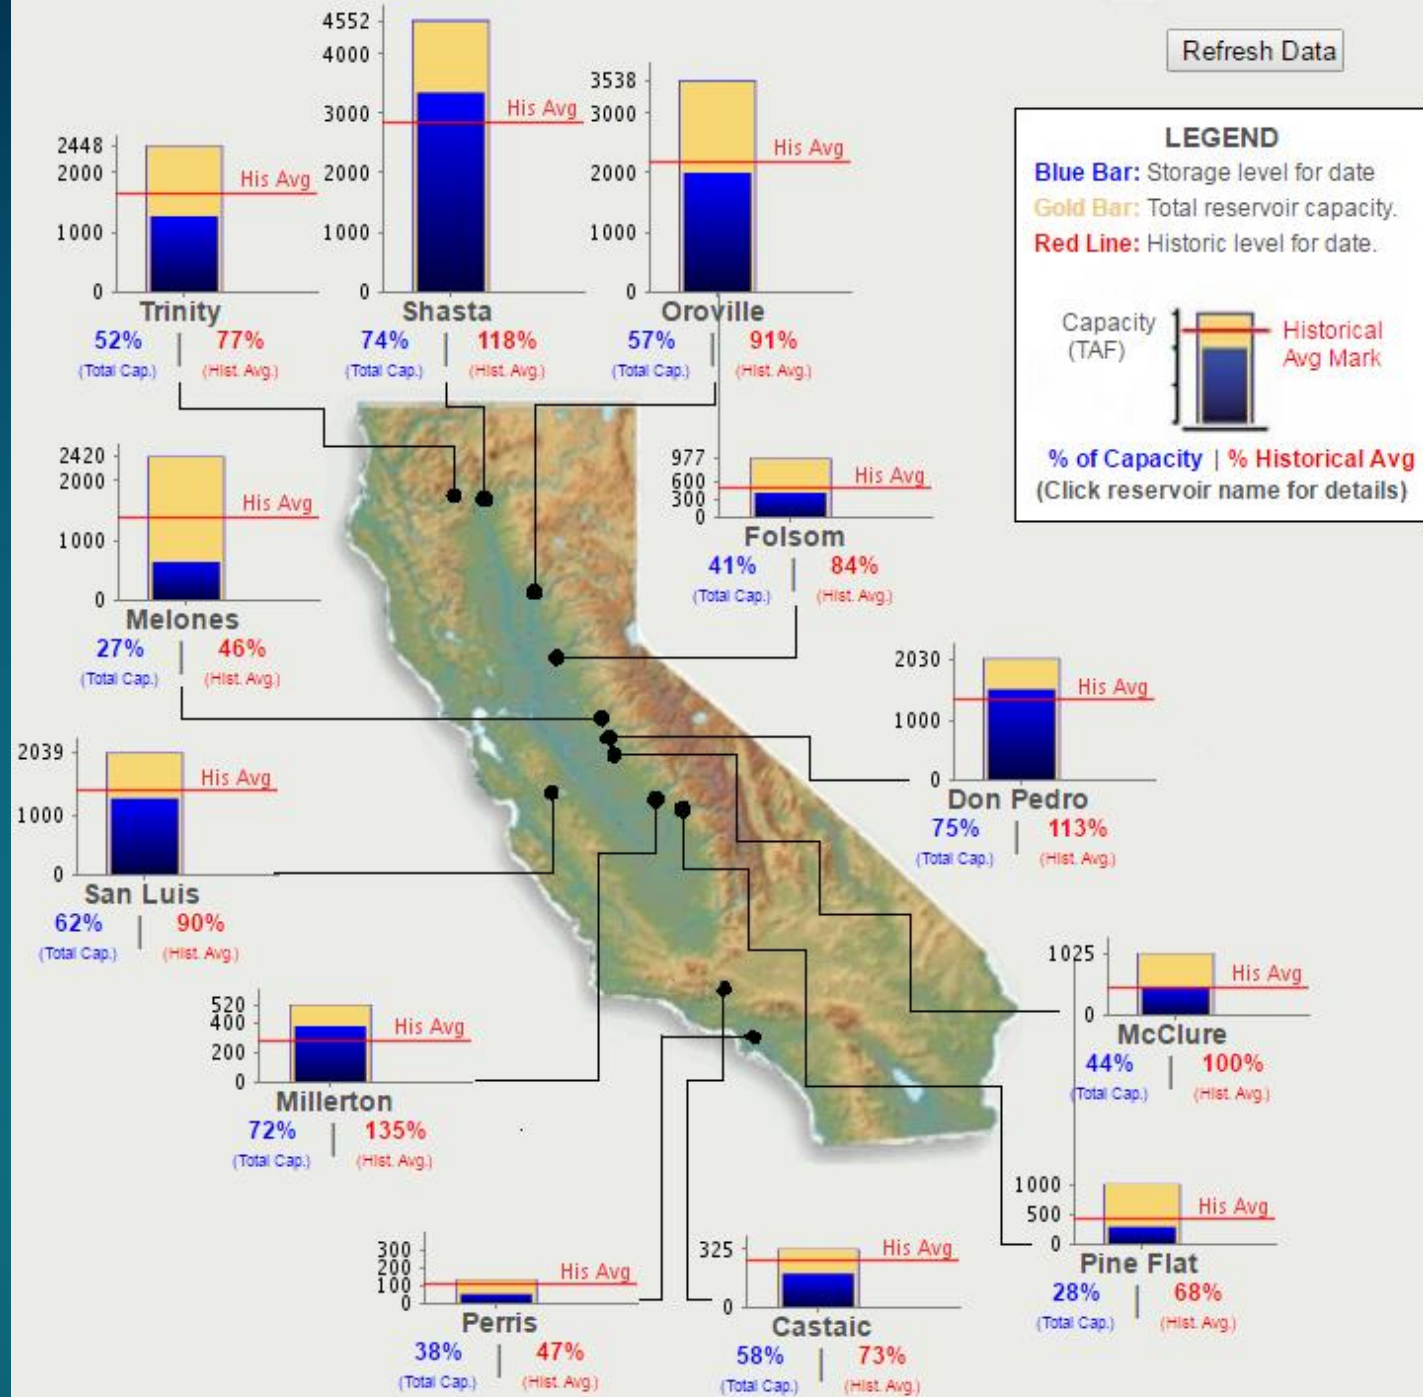 Refresh Data
LEGEND
Blue Bar: Storage level for date
Gold Bar: Total reservoir capacity.
Red Line: Historic level for date.
Capacity
(TAF)
Historical
Avg Mark
% of Capacity | % Historical Avg
(Click reservoir name for details)
2448
2000
1000
0
His Avg
Trinity
52% | 77%
(Total Cap.) (Hist. Avg.)
4552
4000
3000
2000
1000
0
His Avg
Shasta
74% | 118%
(Total Cap.) (Hist. Avg.)
3538
3000
2000
1000
0
His Avg
Oroville
57% | 91%
(Total Cap.) (Hist. Avg.)
2420
2000
1000
0
His Avg
Melones
27% | 46%
(Total Cap.) (Hist. Avg.)
977
600
300
0
His Avg
Folsom
41% | 84%
(Total Cap.) (Hist. Avg.)
2030
1000
0
His Avg
Don Pedro
75% | 113%
(Total Cap.) (Hist. Avg.)
2039
1000
0
His Avg
San Luis
62% | 90%
(Total Cap.) (Hist. Avg.)
1025
0
His Avg
McClure
44% | 100%
(Total Cap.) (Hist. Avg.)
520
400
200
0
His Avg
Millerton
72% | 135%
(Total Cap.) (Hist. Avg.)
1000
500
0
His Avg
Pine Flat
28% | 68%
(Total Cap.) (Hist. Avg.)
300
200
100
0
His Avg
Perris
38% | 47%
(Total Cap.) (Hist. Avg.)
325
0
His Avg
Castaic
58% | 73%
(Total Cap.) (Hist. Avg.)